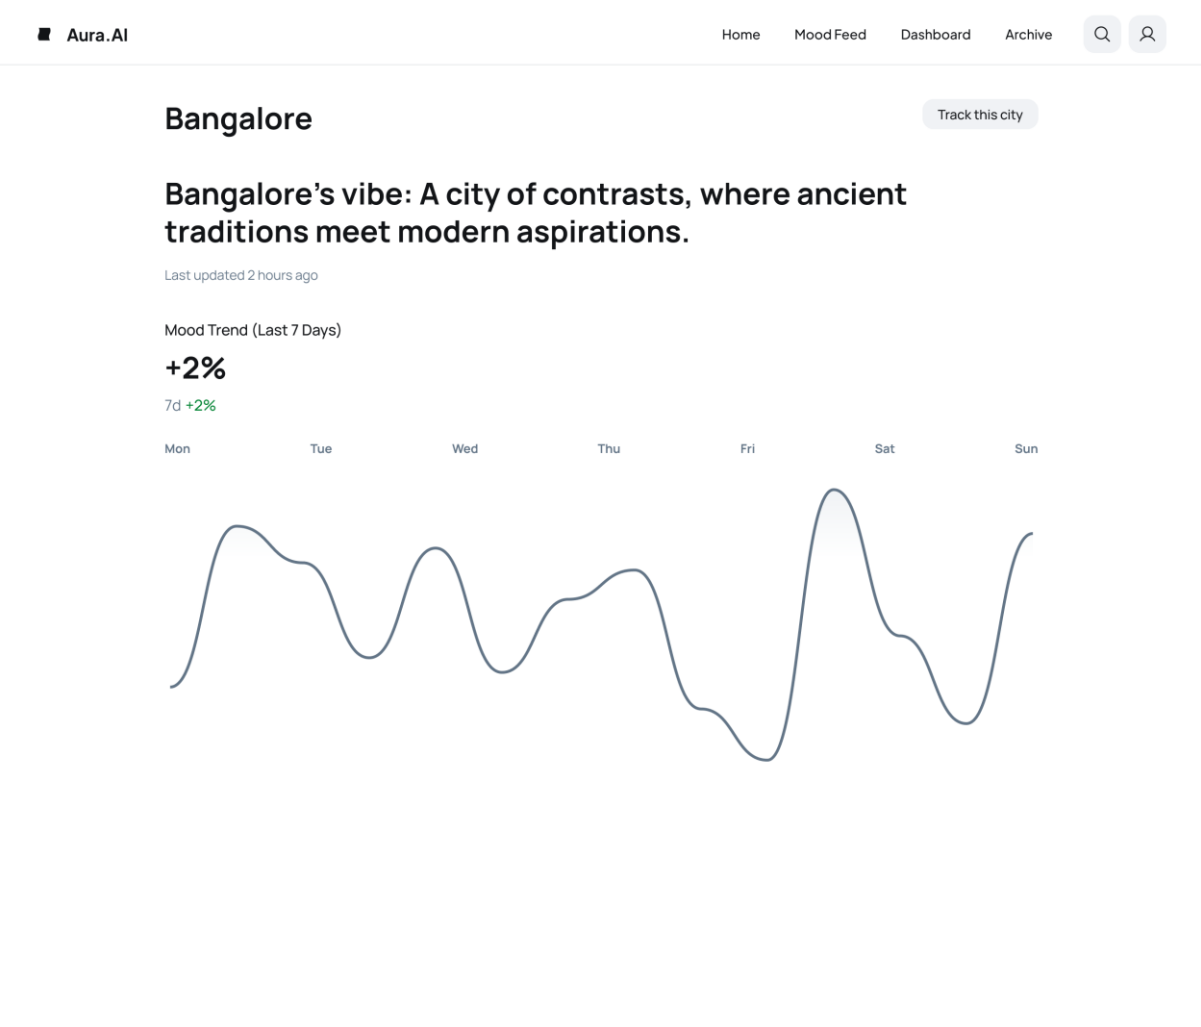 Aura.AI
Home
Mood Feed
Dashboard
Archive
Bangalore
Track this city
Bangalore’s vibe: A city of contrasts, where ancient
traditions meet modern aspirations.
Last updated 2 hours ago
Mood Trend (Last 7 Days)
+2%
7d +2%
Mon Tue Wed Thu Fri Sat Sun